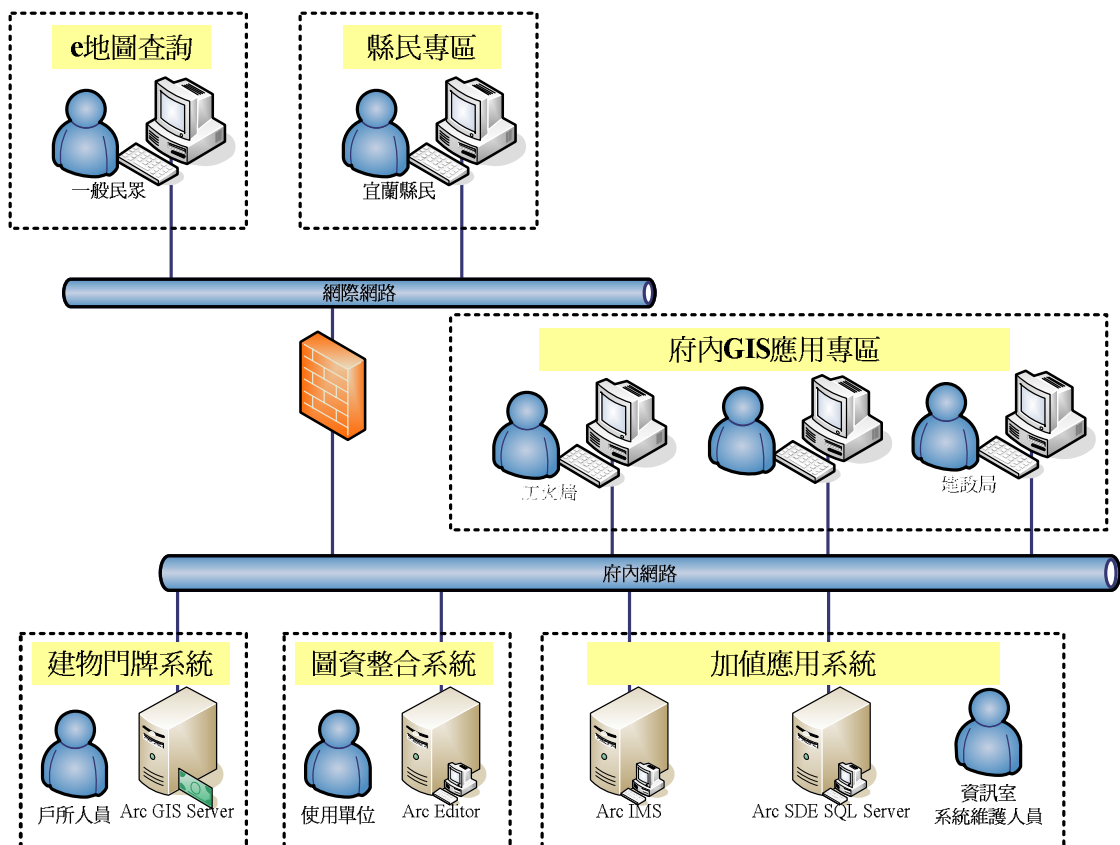 e地圖查詢
縣民專區
一般民眾
宜蘭縣民
網際網路
府內GIS應用專區
建政局
府內網路
建物門牌系統
圖資整合系統
加值應用系統
戶所人員
Arc GIS Server
使用單位
Arc Editor
Arc IMS
Arc SDE SQL Server
資訊室
系統維護人員